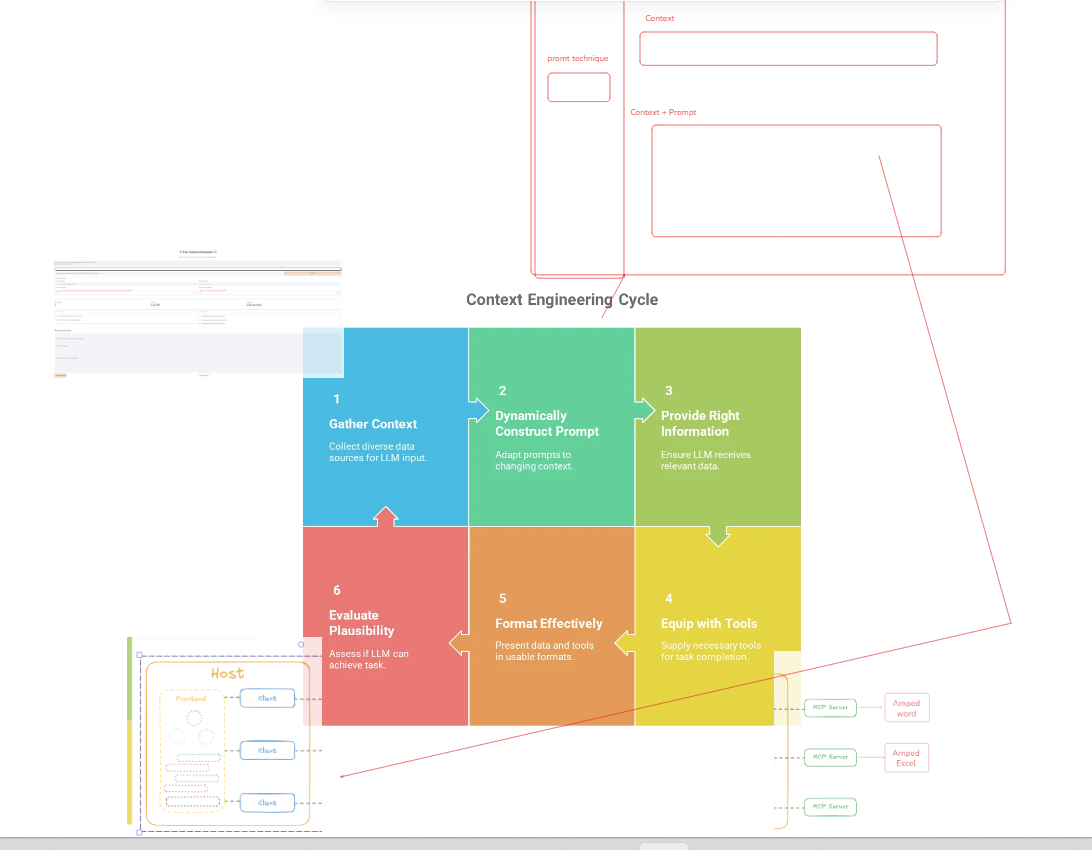 Context
promt technique
Context + Prompt
Context Engineering Cycle
1
Gather Context
Collect diverse data
sources for LLM input.
2
Dynamically
Construct Prompt
Adapt prompts to
changing context.
3
Provide Right
Information
Ensure LLM receives
relevant data.
6
Evaluate
Plausibility
Assess if LLM can
achieve task.
5
Format Effectively
Present data and tools
in usable formats.
4
Equip with Tools
Supply necessary tools
for task completion.
Host
Frontend
Client
Client
Client
MCP Server
Amped
word
MCP Server
Amped
Excel
MCP Server